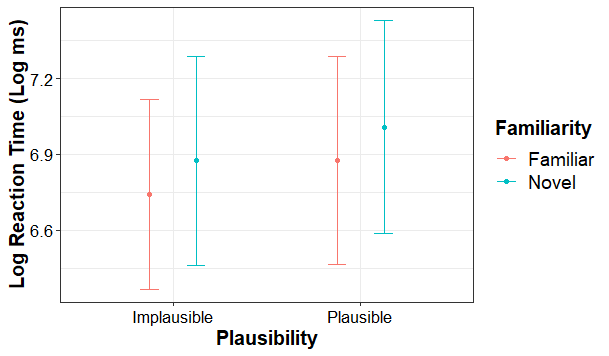 Log Reaction Time (Log ms)
7.2
6.9
6.6
Implausible
Plausible
Plausibility
Familiarity
Familiar
Novel